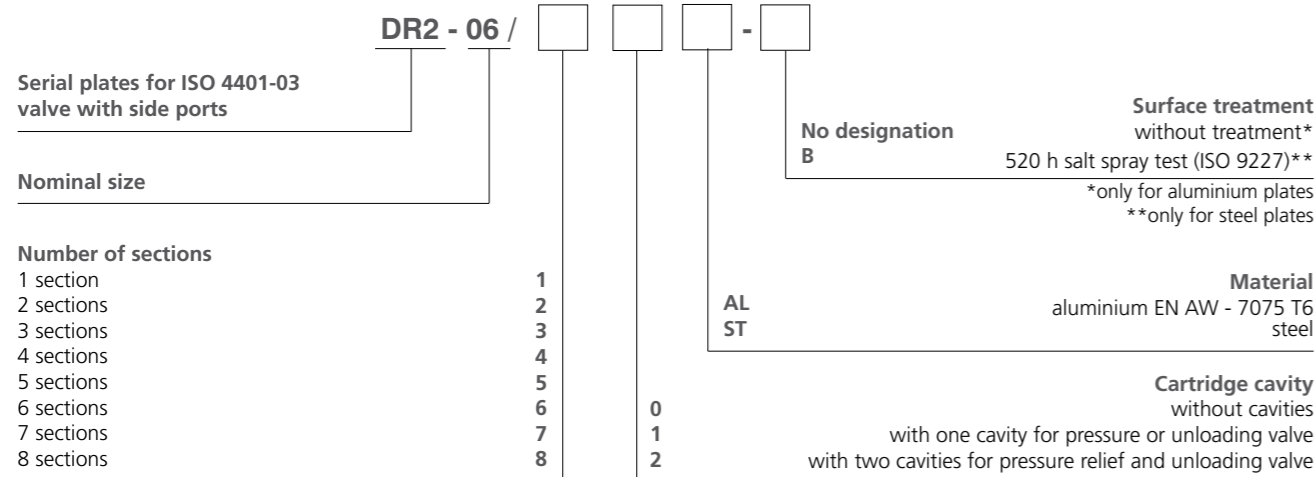 DR2 - 06 / -
Serial plates for ISO 4401-03
valve with side ports
Nominal size
Number of sections
1 section 1
2 sections 2
3 sections 3
4 sections 4
5 sections 5
6 sections 6
7 sections 7
8 sections 8
Surface treatment
No designation without treatment*
B 520 h salt spray test (ISO 9227)**
*only for aluminium plates
**only for steel plates
Material
AL aluminium EN AW - 7075 T6
ST steel
Cartridge cavity
0 without cavities
1 with one cavity for pressure or unloading valve
2 with two cavities for pressure relief and unloading valve